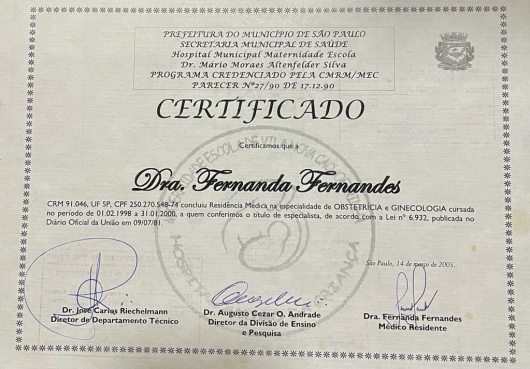 PREFEITURA DO MUNICÍPIO DE SÃO PAULO
SECRETARIA MUNICIPAL DE SAÚDE
Hospital Municipal Maternidade Escola
Dr. Mário Moraes Altenfelder Silva
PROGRAMA CREDENCIADO PELA CMRM/MEC
PARECER Nº27/90 DE 17.12.90
CERTIFICADO
Certificamos que a
Dra. Fernanda Fernandes
CRM 91.046, UF SP, CPF 250.270.548-74 concluiu Residência Médica na especialidade de OBSTETRÍCIA e GINECOLOGIA cursada
no período de 01.02.1998 a 31.01.2000, a quem conferimos o título de especialista, de acordo com a Lei nº 6.932, publicada no
Diário Oficial da União em 09/07/81.
São Paulo, 14 de março de 2005.
Dr. José Carlos Riechelmann
Diretor de Departamento Técnico
Dr. Augusto Cezar O. Andrade
Diretor da Divisão de Ensino
e Pesquisa
Dra. Fernanda Fernandes
Médico Residente